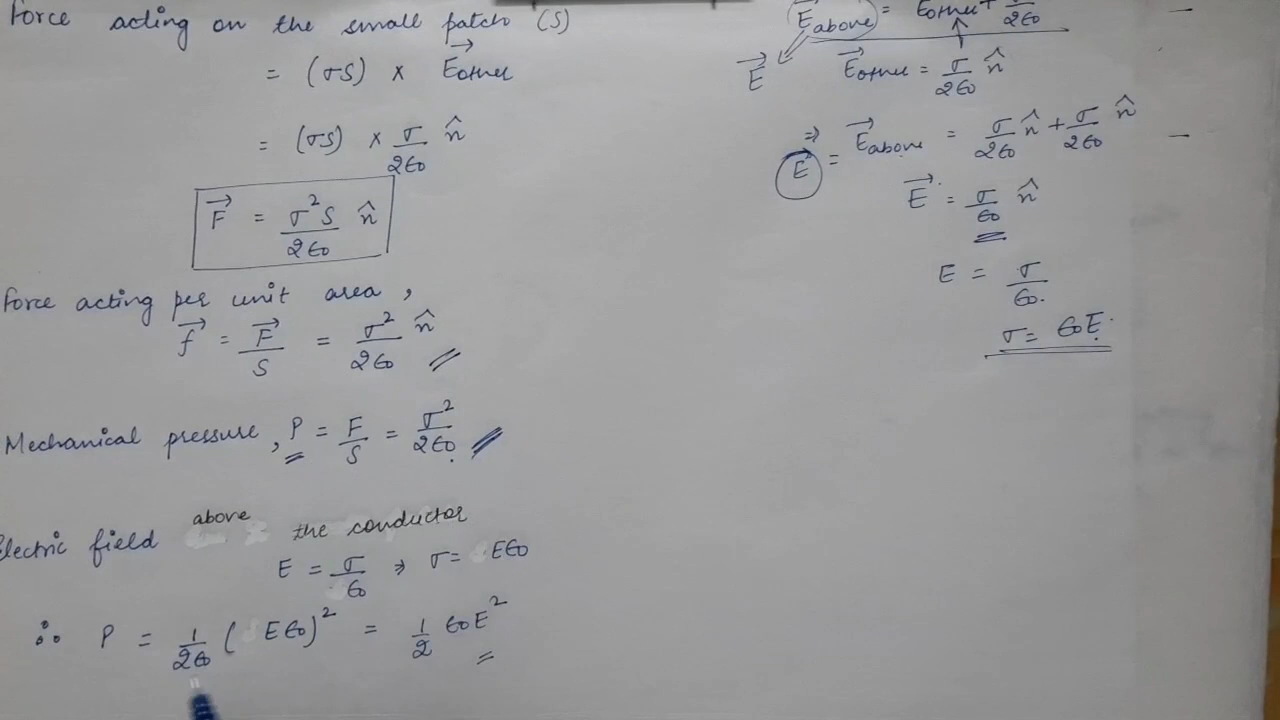 Force acting on the small patch (S)
= (σS) × E⃗other
= (σS) × σ/2ϵ0 n̂
F⃗ = σ²S/2ϵ0 n̂
Force acting per unit area,
f⃗ = F⃗/S = σ²/2ϵ0 n̂
Mechanical pressure, P = F/S = σ²/2ϵ0
Electric field above the conductor
E = σ/ϵ0 ⇒ σ = Eϵ0
∴ P = 1/2ϵ0 (Eϵ0)² = 1/2 ϵ0E²
E⃗above = E⃗other + σ/2ϵ0
E⃗ E⃗other = σ/2ϵ0 n̂
⇒ E⃗ = E⃗above = σ/2ϵ0 n̂ + σ/2ϵ0 n̂
E⃗ = σ/ϵ0 n̂
E = σ/ϵ0.
σ = ϵ0E.